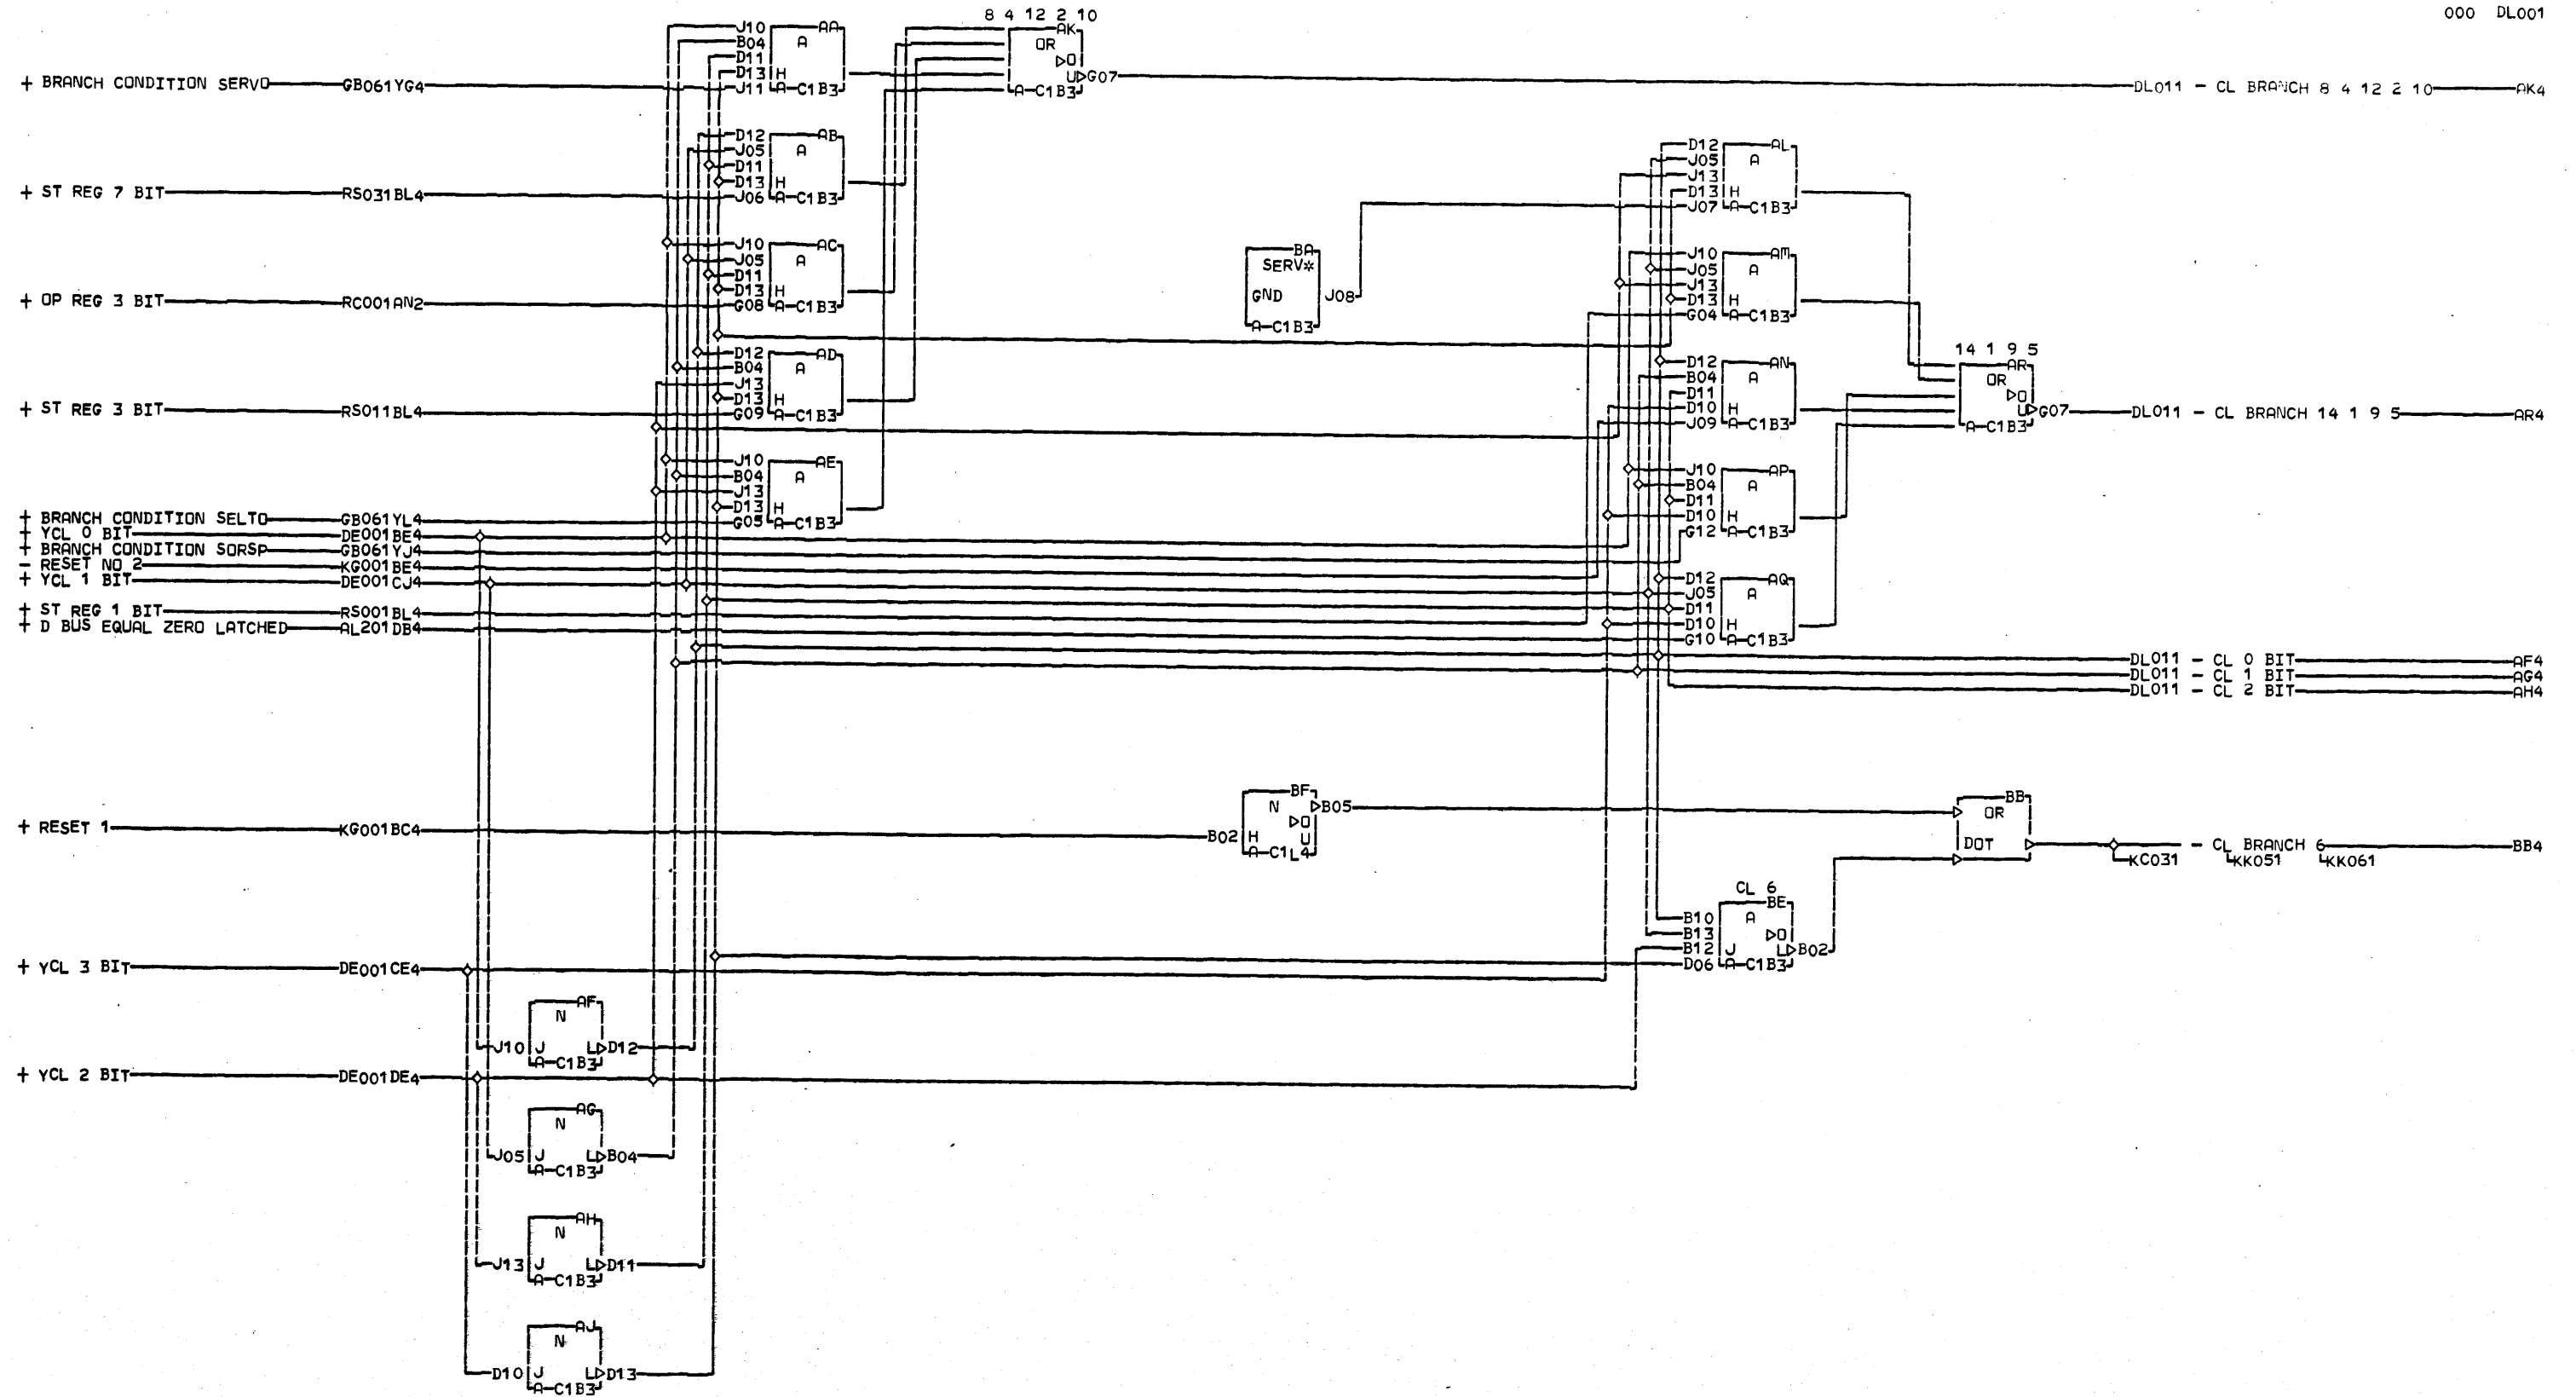 000 DL001
8 4 12 2 10
J10 AA
B04 A
D11
D13 H
J11 A-C1B3
AK
OR
O
U G07
A-C1B3
+ BRANCH CONDITION SERVO GB061YG4
DL011 - CL BRANCH 8 4 12 2 10 AK4
D12 AB
J05 A
D11
D13 H
J06 A-C1B3
+ ST REG 7 BIT RS031BL4
D12 AL
J05 A
J13
D13 H
J07 A-C1B3
J10 AC
J05 A
D11
D13 H
G08 A-C1B3
+ OP REG 3 BIT RC001AN2
BA
SERV*
GND J08
A-C1B3
J10 AM
J05 A
J13
D13 H
G04 A-C1B3
D12 AD
B04 A
J13
D13 H
G09 A-C1B3
+ ST REG 3 BIT RS011BL4
D12 AN
B04 A
D11
D10 H
J09 A-C1B3
14 1 9 5
AR
OR
O
U G07
A-C1B3
DL011 - CL BRANCH 14 1 9 5 AR4
J10 AE
B04 A
J13
D13 H
G05 A-C1B3
J10 AP
B04 A
D11
D10 H
G12 A-C1B3
+ BRANCH CONDITION SELTO GB061YL4
+ YCL 0 BIT DE001BE4
+ BRANCH CONDITION SORSP GB061YJ4
- RESET NO 2 KG001BE4
+ YCL 1 BIT DE001CJ4
+ ST REG 1 BIT RS001BL4
+ D BUS EQUAL ZERO LATCHED AL201DB4
D12 AQ
J05 A
D11
D10 H
G10 A-C1B3
DL011 - CL 0 BIT AF4
DL011 - CL 1 BIT AG4
DL011 - CL 2 BIT AH4
+ RESET 1 KG001BC4
BF
N B05
O
B02 H U
A-C1L4
BB
OR
DOT
- CL BRANCH 6 BB4
KC031 KK051 KK061
CL 6
BE
B10 A
B13 O
B12 J L B02
D06 A-C1B3
+ YCL 3 BIT DE001CE4
AF
N
J10 J L D12
A-C1B3
+ YCL 2 BIT DE001DE4
AG
N
J05 J L B04
A-C1B3
AH
N
J13 J L D11
A-C1B3
AJ
N
D10 J L D13
A-C1B3